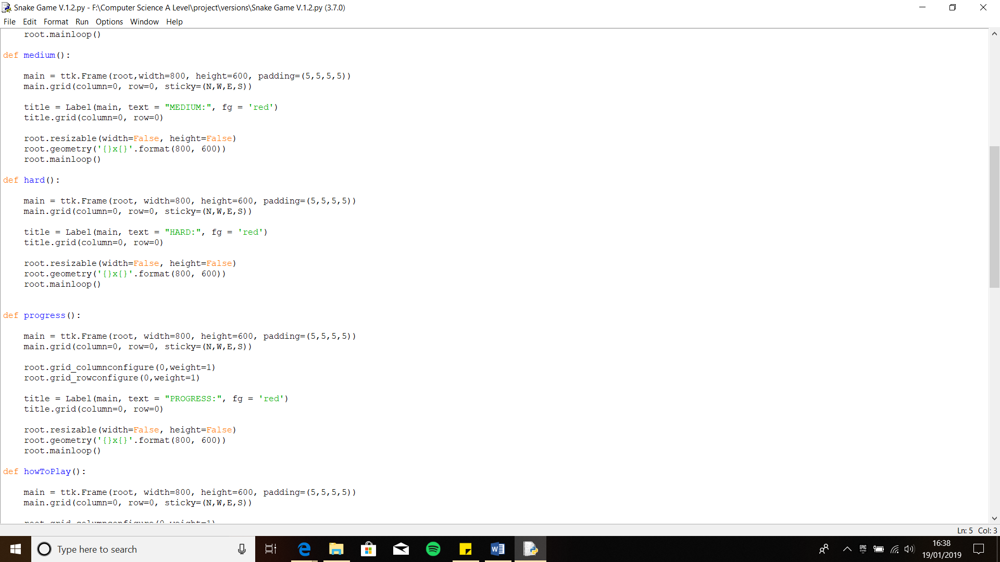 Snake Game V.1.2.py - F:\Computer Science A Level\project\versions\Snake Game V.1.2.py (3.7.0)
File Edit Format Run Options Window Help
    root.mainloop()

def medium():

    main = ttk.Frame(root,width=800, height=600, padding=(5,5,5,5))
    main.grid(column=0, row=0, sticky=(N,W,E,S))

    title = Label(main, text = "MEDIUM:", fg = 'red')
    title.grid(column=0, row=0)

    root.resizable(width=False, height=False)
    root.geometry('{}x{}'.format(800, 600))
    root.mainloop()

def hard():

    main = ttk.Frame(root, width=800, height=600, padding=(5,5,5,5))
    main.grid(column=0, row=0, sticky=(N,W,E,S))

    title = Label(main, text = "HARD:", fg = 'red')
    title.grid(column=0, row=0)

    root.resizable(width=False, height=False)
    root.geometry('{}x{}'.format(800, 600))
    root.mainloop()


def progress():

    main = ttk.Frame(root, width=800, height=600, padding=(5,5,5,5))
    main.grid(column=0, row=0, sticky=(N,W,E,S))

    root.grid_columnconfigure(0,weight=1)
    root.grid_rowconfigure(0,weight=1)

    title = Label(main, text = "PROGRESS:", fg = 'red')
    title.grid(column=0, row=0)

    root.resizable(width=False, height=False)
    root.geometry('{}x{}'.format(800, 600))
    root.mainloop()

def howToPlay():

    main = ttk.Frame(root, width=800, height=600, padding=(5,5,5,5))
    main.grid(column=0, row=0, sticky=(N,W,E,S))

    root.grid_columnconfigure(0,weight=1)
Ln: 5 Col: 3
Type here to search
EPIC
16:38
19/01/2019